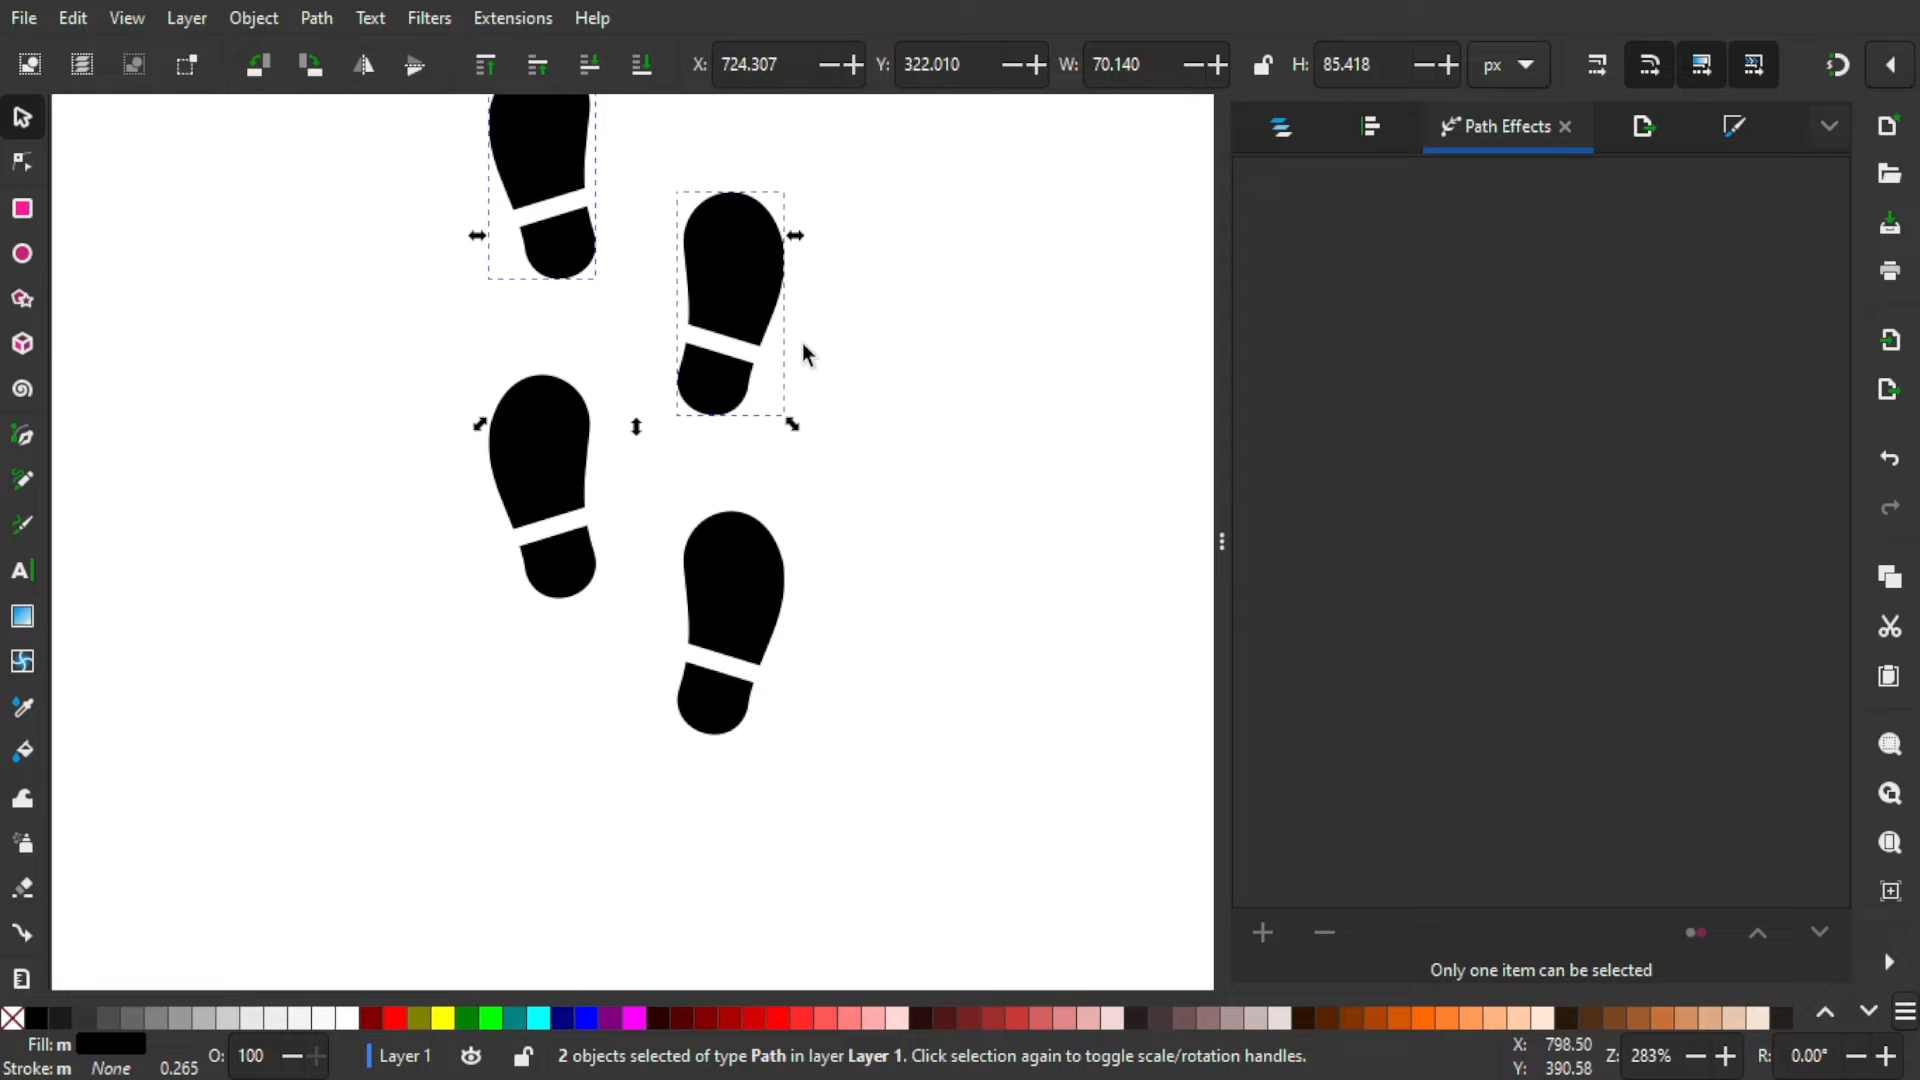 File Edit View Layer Object Path Text Filters Extensions Help
X: 724.307 Y: 322.010 W: 70.140 H: 85.418 px
Path Effects
Only one item can be selected
Fill: m
Stroke: m None 0.265
O: 100
Layer 1
2 objects selected of type Path in layer Layer 1. Click selection again to toggle scale/rotation handles.
X: 798.50
Y: 390.58
Z: 283%
R: 0.00°